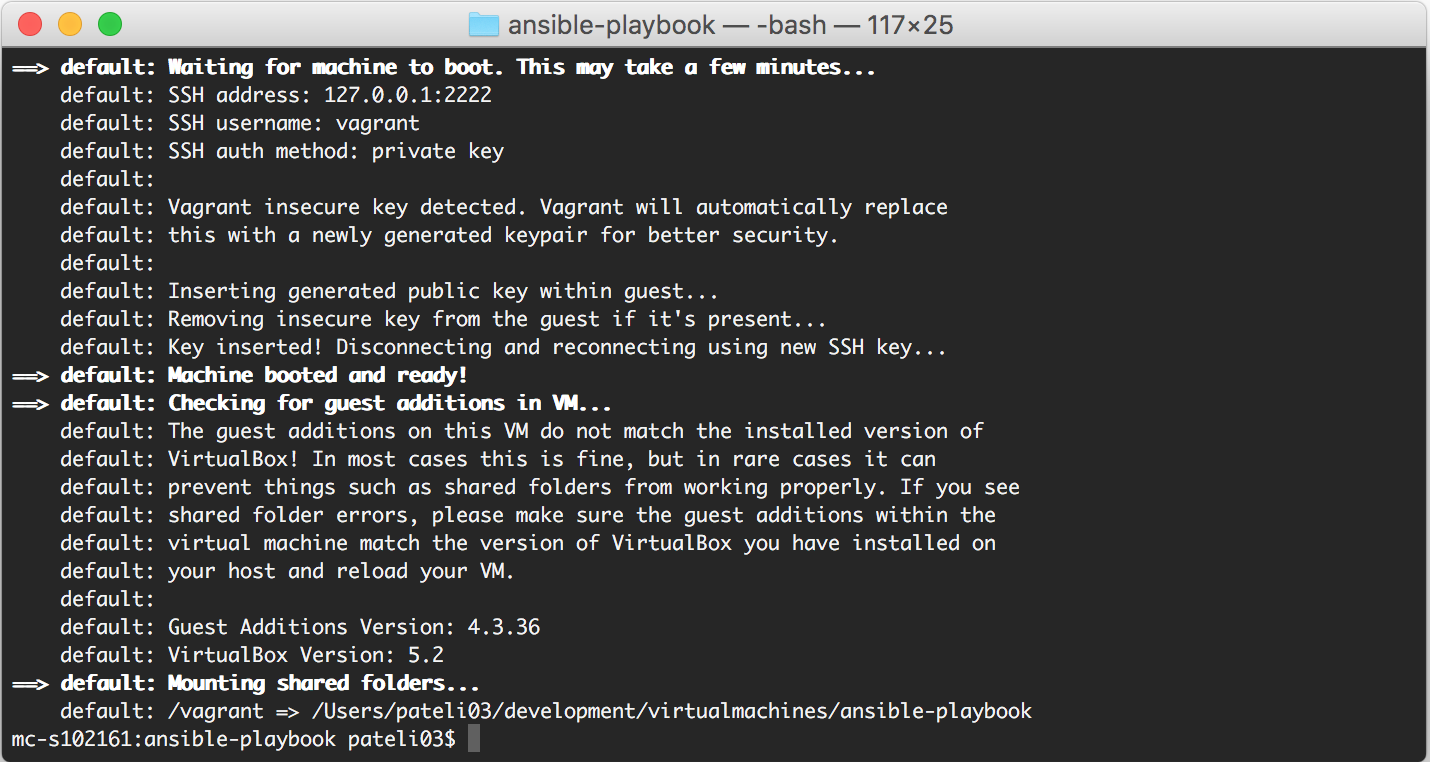 ansible-playbook — -bash — 117×25
==> default: Waiting for machine to boot. This may take a few minutes...
    default: SSH address: 127.0.0.1:2222
    default: SSH username: vagrant
    default: SSH auth method: private key
    default:
    default: Vagrant insecure key detected. Vagrant will automatically replace
    default: this with a newly generated keypair for better security.
    default:
    default: Inserting generated public key within guest...
    default: Removing insecure key from the guest if it's present...
    default: Key inserted! Disconnecting and reconnecting using new SSH key...
==> default: Machine booted and ready!
==> default: Checking for guest additions in VM...
    default: The guest additions on this VM do not match the installed version of
    default: VirtualBox! In most cases this is fine, but in rare cases it can
    default: prevent things such as shared folders from working properly. If you see
    default: shared folder errors, please make sure the guest additions within the
    default: virtual machine match the version of VirtualBox you have installed on
    default: your host and reload your VM.
    default:
    default: Guest Additions Version: 4.3.36
    default: VirtualBox Version: 5.2
==> default: Mounting shared folders...
    default: /vagrant => /Users/pateli03/development/virtualmachines/ansible-playbook
mc-s102161:ansible-playbook pateli03$